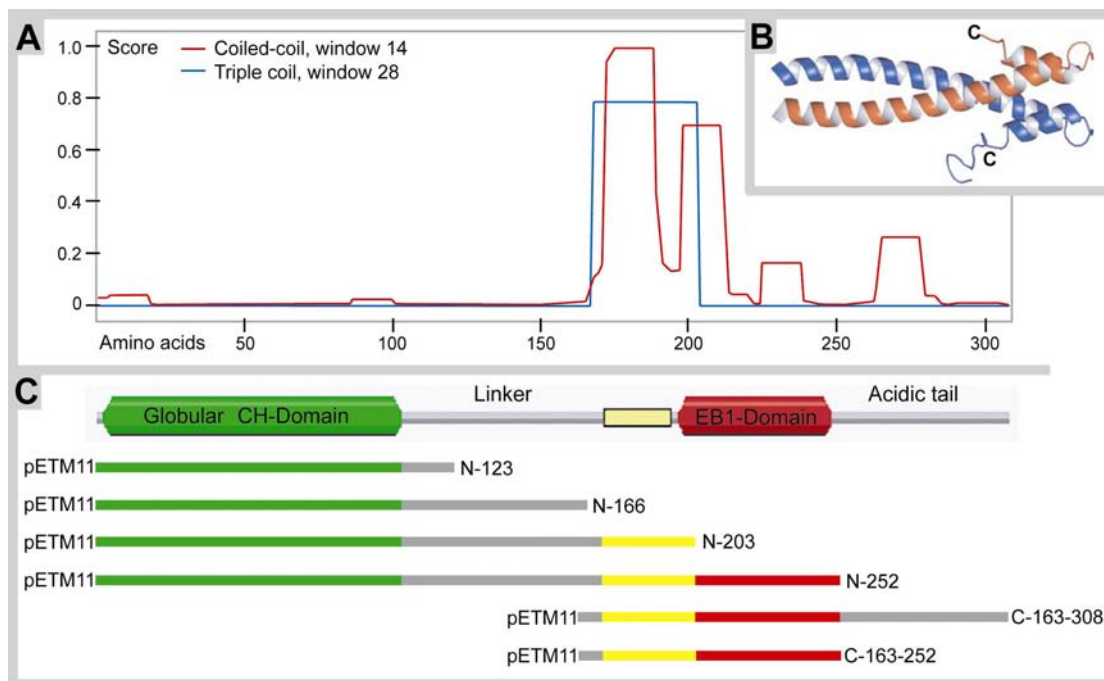 A
Score
Coiled-coil, window 14
Triple coil, window 28
1.0
0.8
0.6
0.4
0.2
0
Amino acids 50 100 150 200 250 300
B
C
C
C
Globular CH-Domain Linker EB1-Domain Acidic tail
pETM11 N-123
pETM11 N-166
pETM11 N-203
pETM11 N-252
pETM11 C-163-308
pETM11 C-163-252